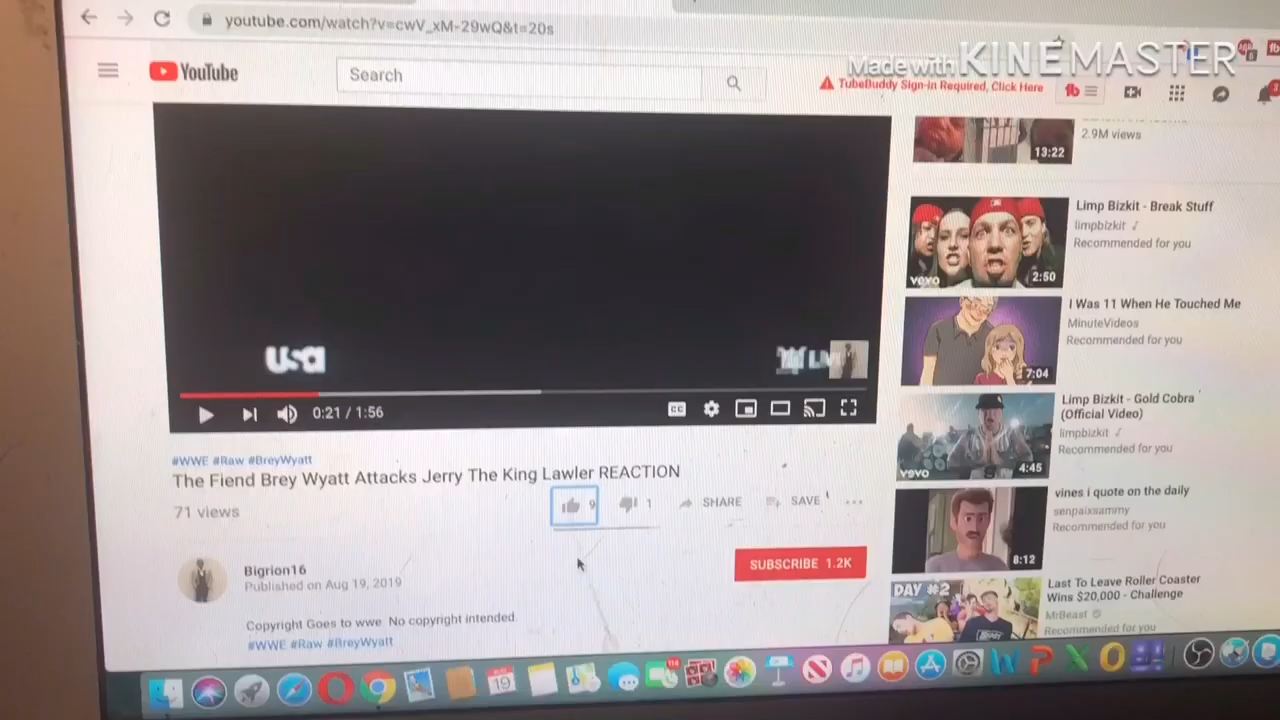 youtube.com/watch?v=cwV_xM-29wQ&t=20s
Made with KINEMASTER
YouTube
Search
TubeBuddy Sign-in Required, Click Here
2.9M views
13:22
Limp Bizkit - Break Stuff
limpbizkit
Recommended for you
vevo
2:50
I Was 11 When He Touched Me
MinuteVideos
Recommended for you
7:04
Limp Bizkit - Gold Cobra
(Official Video)
limpbizkit
Recommended for you
vevo
4:45
vines i quote on the daily
senpaixsammy
Recommended for you
8:12
DAY #2
Last To Leave Roller Coaster
Wins $20,000 - Challenge
MrBeast
Recommended for you
USA
LIV
CC
0:21 / 1:56
#WWE #Raw #BreyWyatt
The Fiend Brey Wyatt Attacks Jerry The King Lawler REACTION
71 views
9
1
SHARE
SAVE
Bigrion16
Published on Aug 19, 2019
SUBSCRIBE 1.2K
Copyright Goes to wwe. No copyright intended.
#WWE #Raw #BreyWyatt
19
114